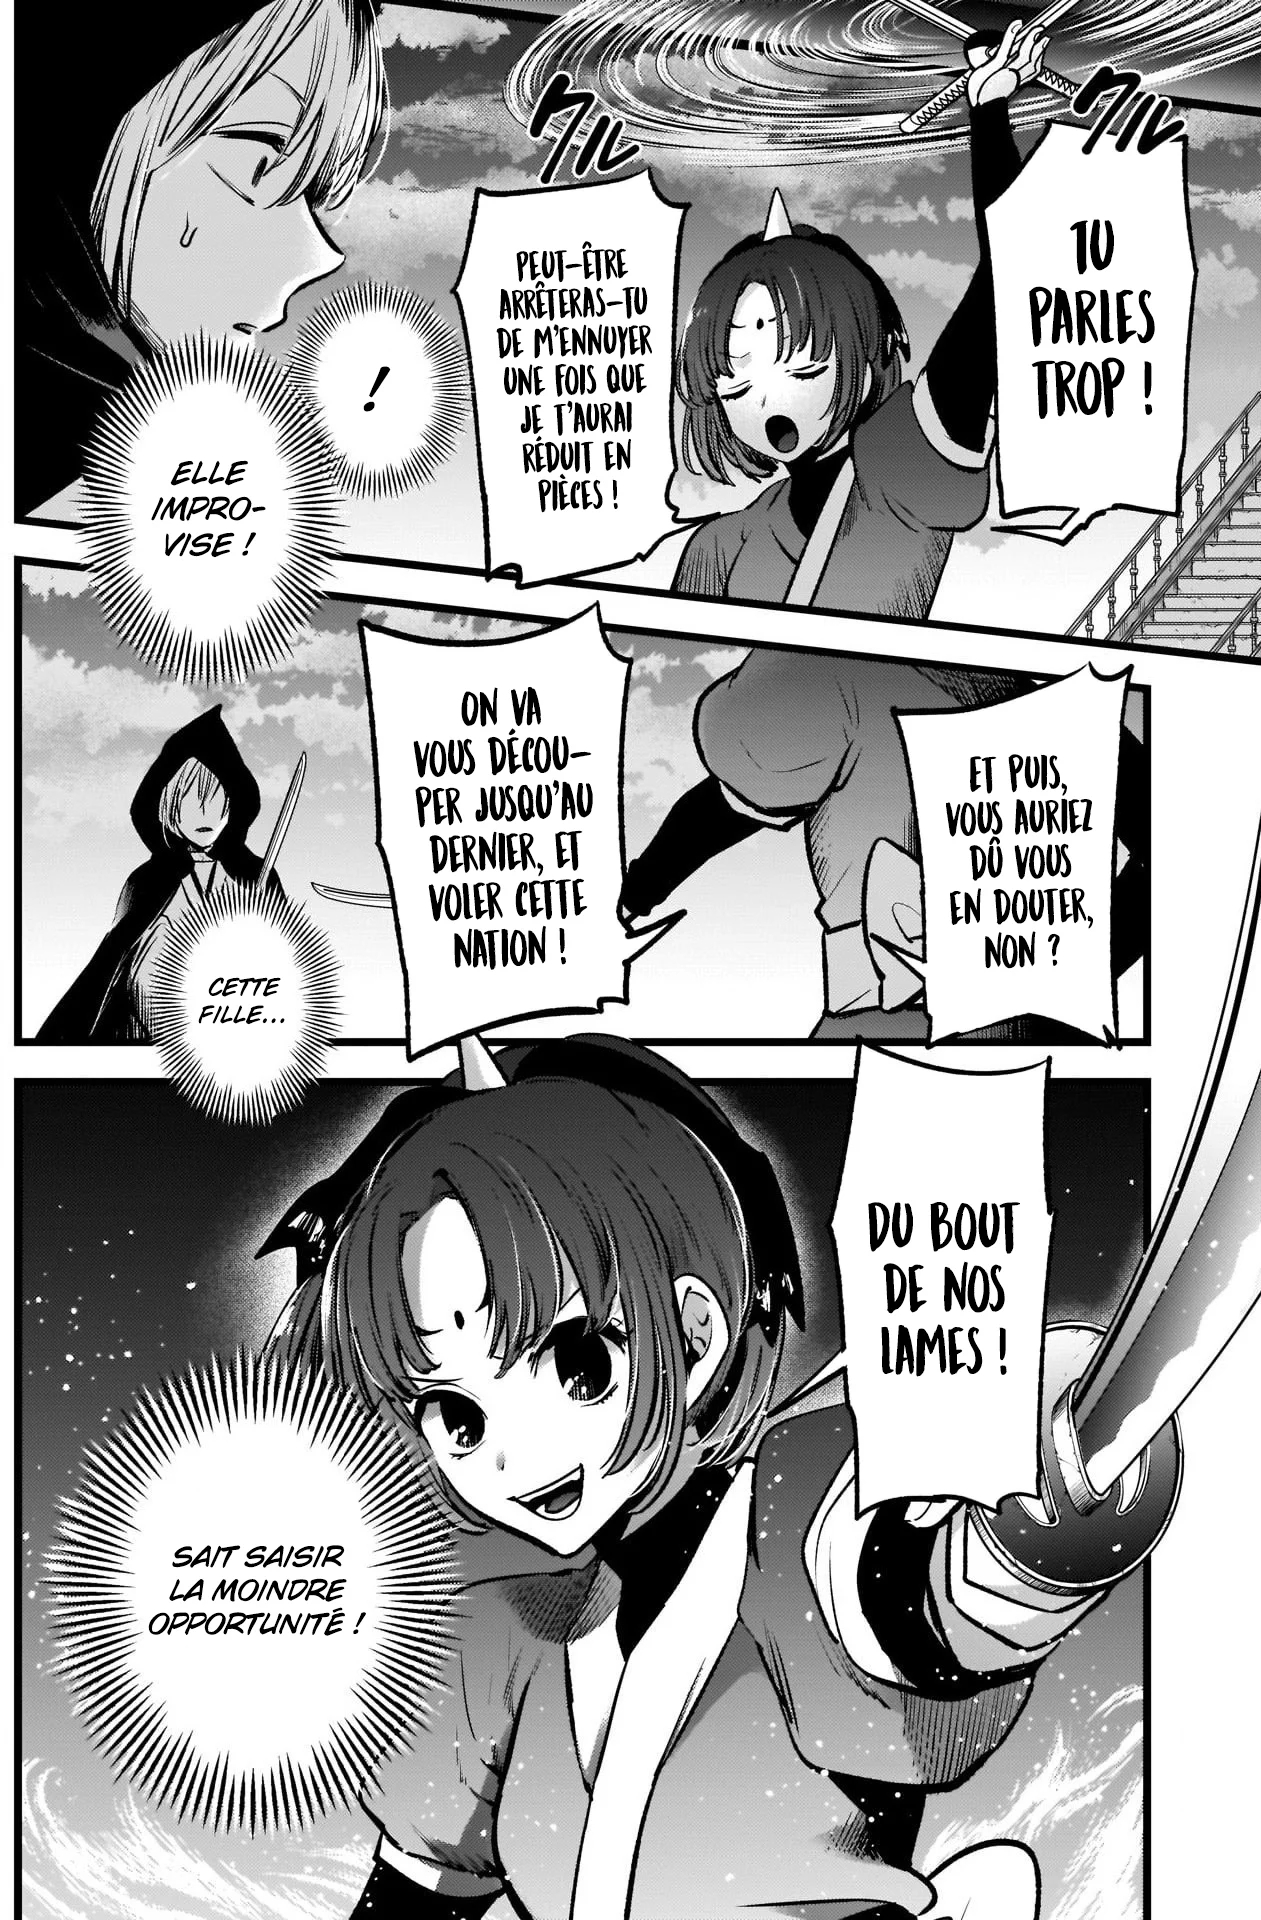 TU
PARLES
TROP !
クル
クル
PEUT-ÊTRE
ARRÊTERAS-TU
DE M'ENNUYER
UNE FOIS QUE
JE T'AURAI
RÉDUIT EN
PIÈCES !
!
ELLE
IMPRO-
VISE !
ET PUIS,
VOUS AURIEZ
DÛ VOUS
EN DOUTER,
NON ?
ON VA
VOUS DÉCOU-
PER JUSQU'AU
DERNIER, ET
VOLER CETTE
NATION !
CETTE
FILLE...
DU BOUT
DE NOS
LAMES !
SAIT SAISIR
LA MOINDRE
OPPORTUNITÉ !